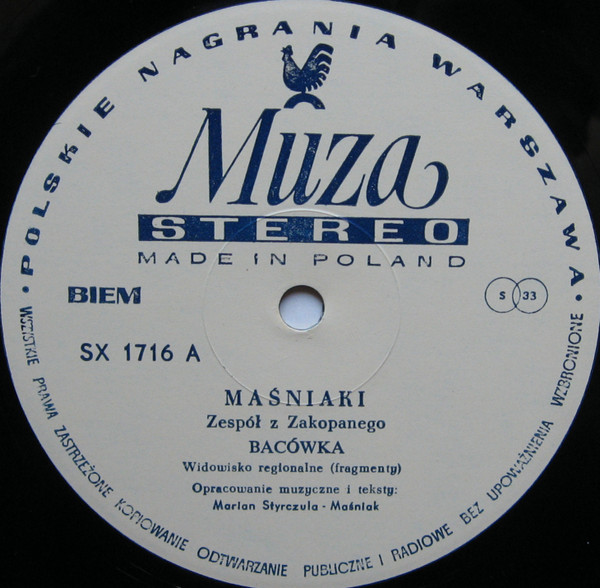 · POLSKIE NAGRANIA WARSZAWA ·
Muza
STEREO
MADE IN POLAND
BIEM
S 33
SX 1716 A
MAŚNIAKI
Zespół z Zakopanego
BACÓWKA
Widowisko regionalne (fragmenty)
Opracowanie muzyczne i teksty:
Marian Styrczula - Maśniak
WSZYSTKIE PRAWA ZASTRZEŻONE KOPIOWANIE ODTWARZANIE PUBLICZNE I RADIOWE BEZ UPOWAŻNIENIA WZBRONIONE